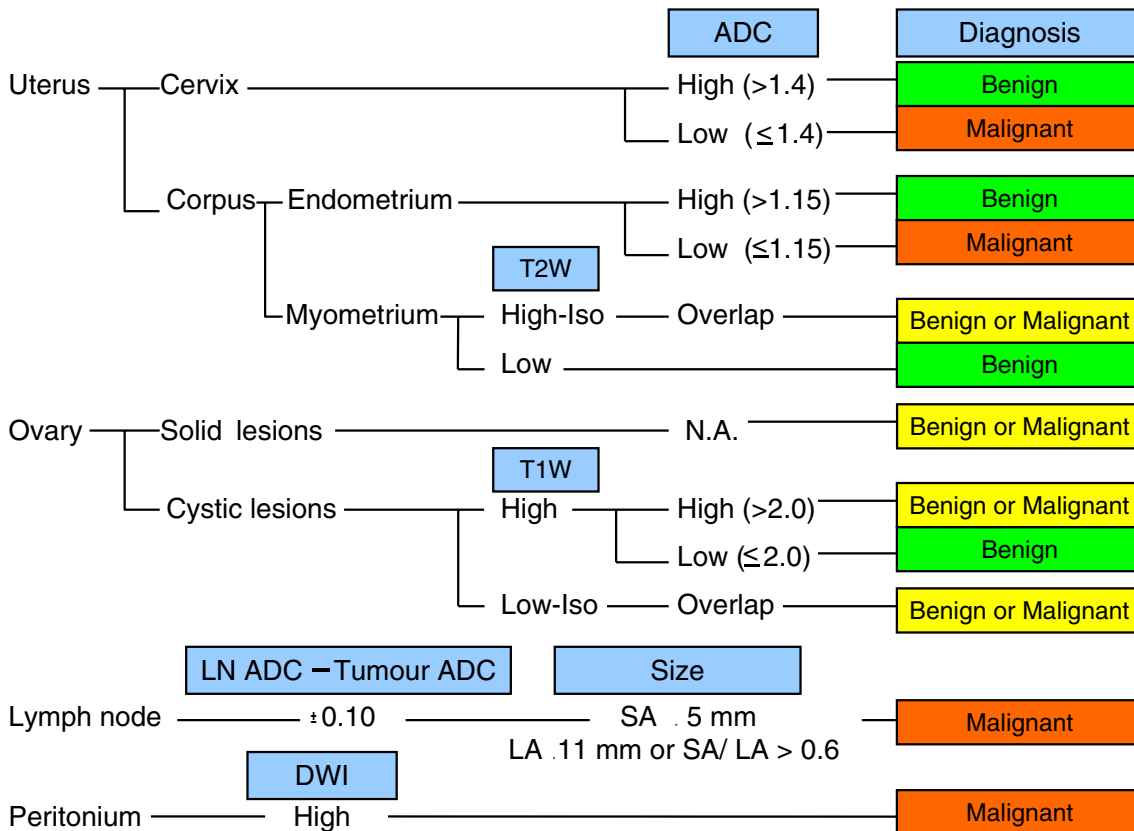 ADC Diagnosis
Uterus Cervix High (>1.4) Benign
Low (≤1.4) Malignant
Corpus Endometrium High (>1.15) Benign
Low (≤1.15) Malignant
T2W
Myometrium High-Iso Overlap Benign or Malignant
Low Benign
Ovary Solid lesions N.A. Benign or Malignant
T1W
Cystic lesions High High (>2.0) Benign or Malignant
Low (≤2.0) Benign
Low-Iso Overlap Benign or Malignant
LN ADC – Tumour ADC Size
Lymph node ±0.10 SA . 5 mm Malignant
LA .11 mm or SA/ LA > 0.6
DWI
Peritonium High Malignant